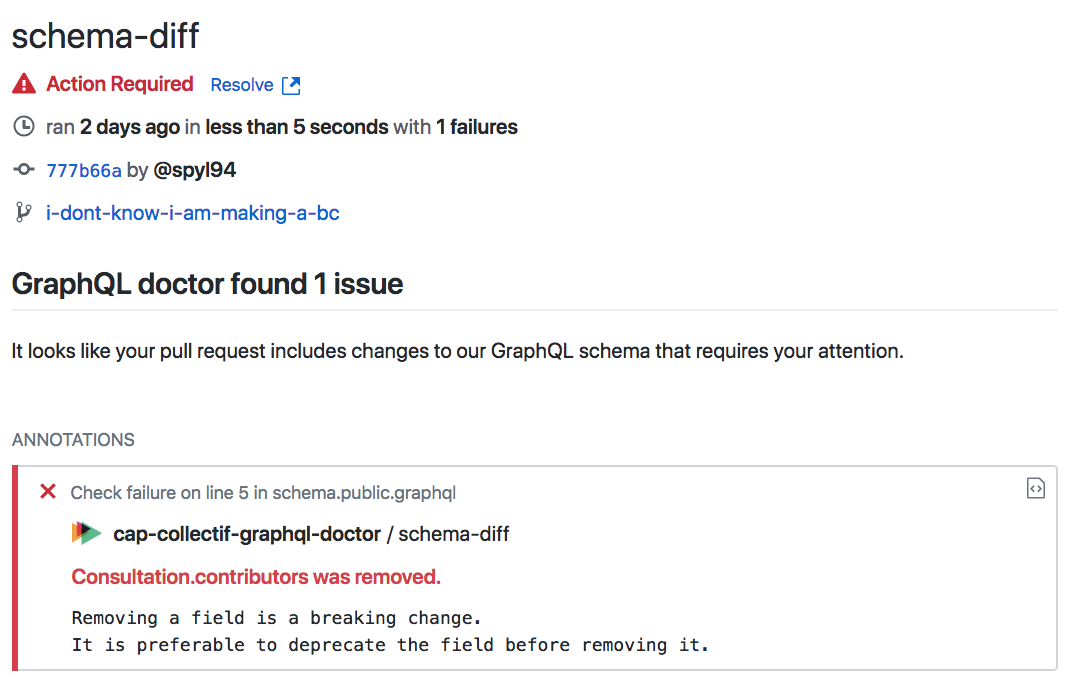 schema-diff
Action Required Resolve
ran 2 days ago in less than 5 seconds with 1 failures
777b66a by @spyl94
i-dont-know-i-am-making-a-bc
GraphQL doctor found 1 issue
It looks like your pull request includes changes to our GraphQL schema that requires your attention.
ANNOTATIONS
Check failure on line 5 in schema.public.graphql
cap-collectif-graphql-doctor / schema-diff
Consultation.contributors was removed.
Removing a field is a breaking change.
It is preferable to deprecate the field before removing it.